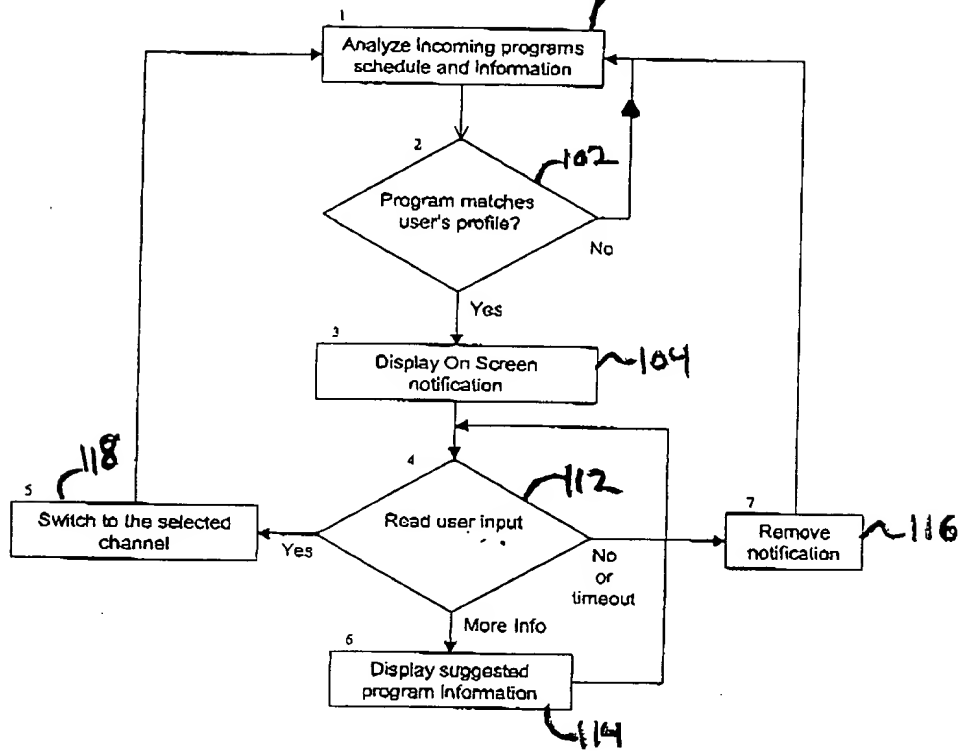 1
Analyze Incoming programs
schedule and Information
2
102
Program matches
user's profile?
No
Yes
3
Display On Screen
notification
104
118
4
112
5
Switch to the selected
channel
Yes
Read user input
No
or
timeout
7
Remove
notification
116
More Info
6
Display suggested
program Information
114